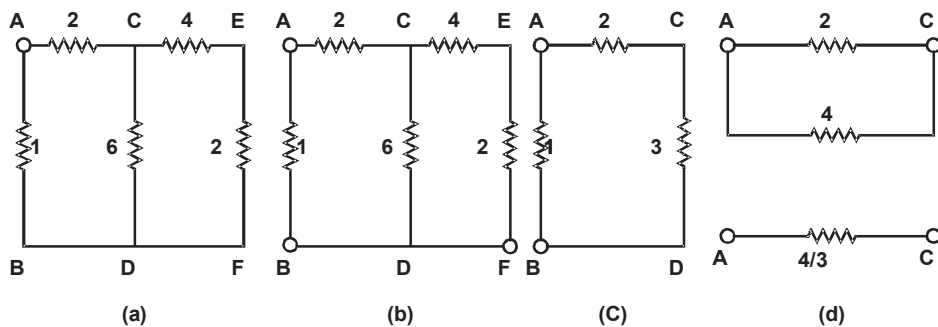 A 2 C 4 E
1 6 2
B D F
(a)
A 2 C 4 E
1 6 2
B D F
(b)
A 2 C
1 3
B D
(C)
A 2 C
4
A 4/3 C
(d)